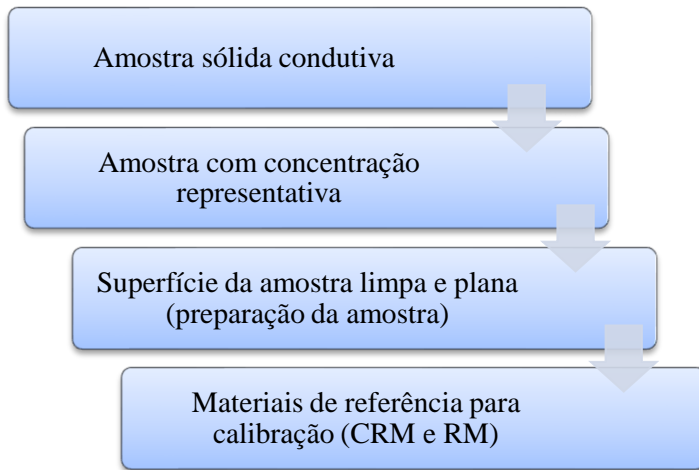 Amostra sólida condutiva
Amostra com concentração
representativa
Superfície da amostra limpa e plana
(preparação da amostra)
Materiais de referência para
calibração (CRM e RM)